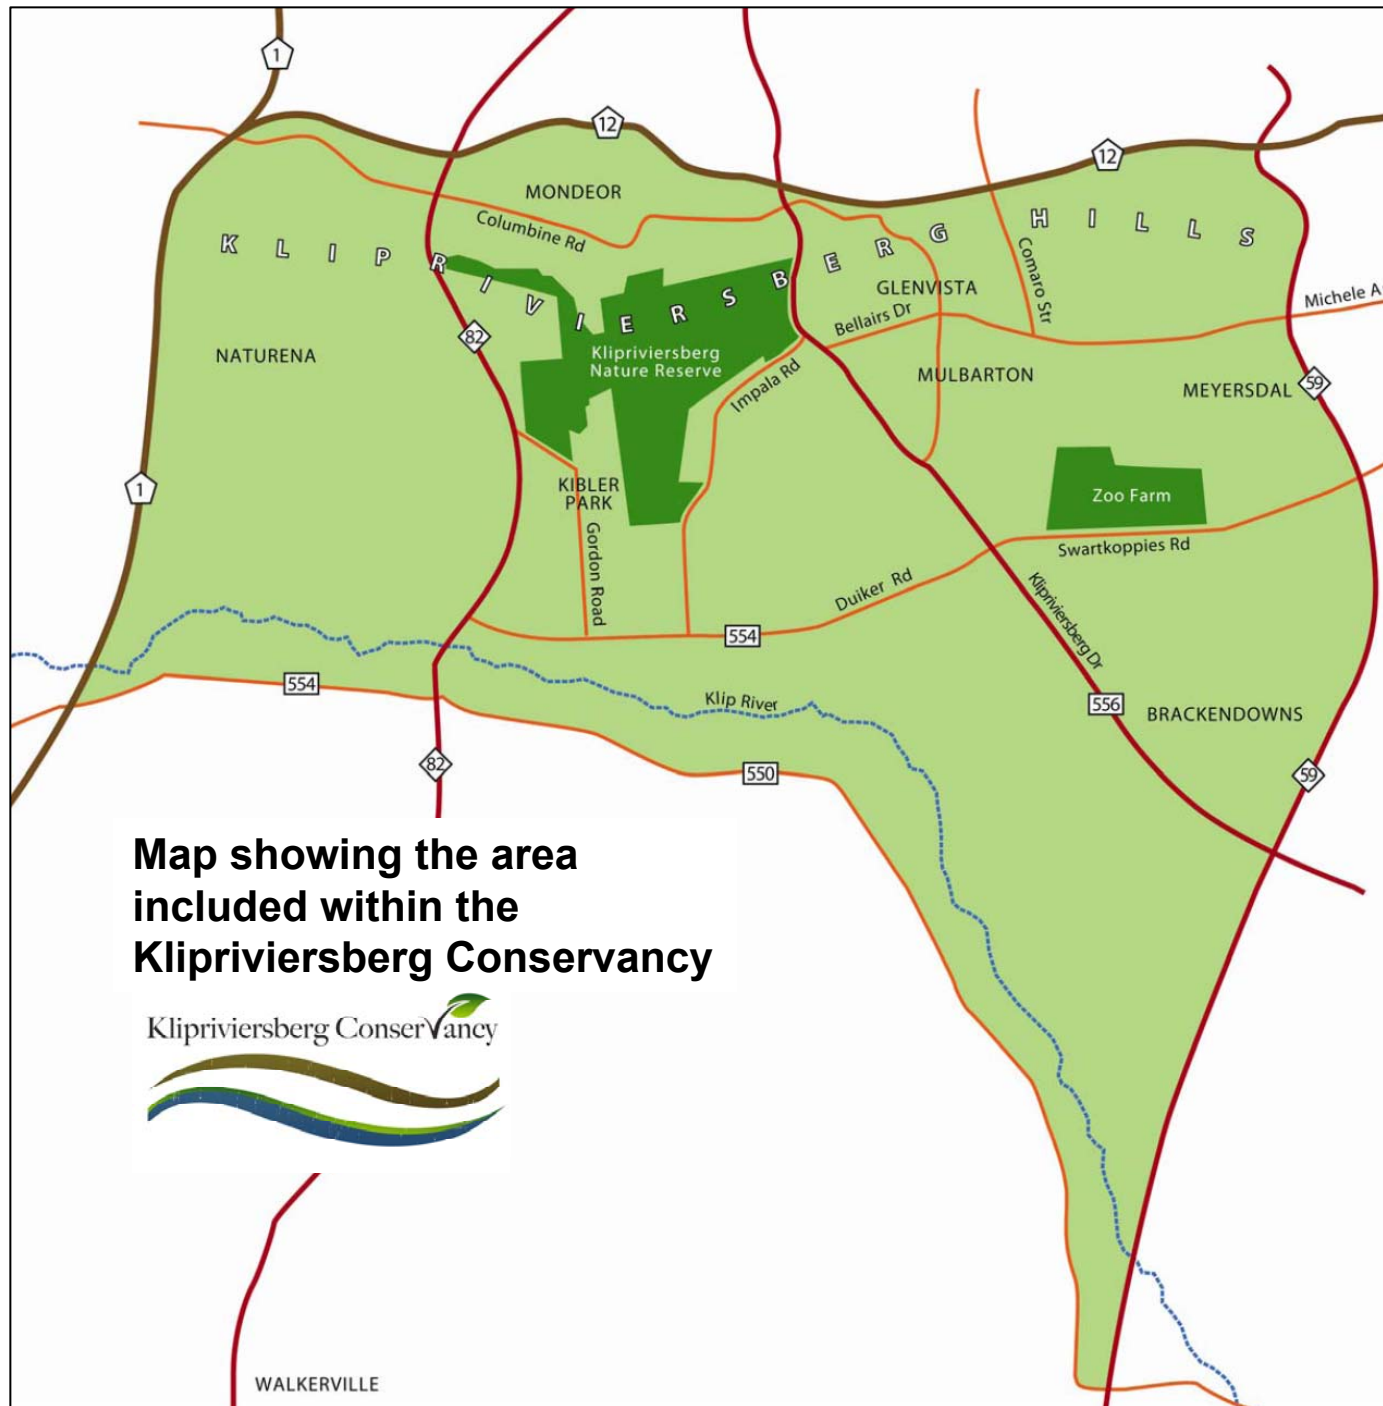 1
12
12
MONDEOR
Columbine Rd
KLIPRIVIERSBERG HILLS
Comaro Str
GLENVISTA
Michele A
Bellairs Dr
82
NATURENA
Klipriviersberg
Nature Reserve
Impala Rd
MULBARTON
MEYERSDAL
59
1
KIBLER
PARK
Zoo Farm
Gordon Road
Swartkoppies Rd
Duiker Rd
Klipriviersberg Dr
554
554
Klip River
556
BRACKENDOWNS
82
550
59
Map showing the area
included within the
Klipriviersberg Conservancy
Klipriviersberg Conservancy
WALKERVILLE